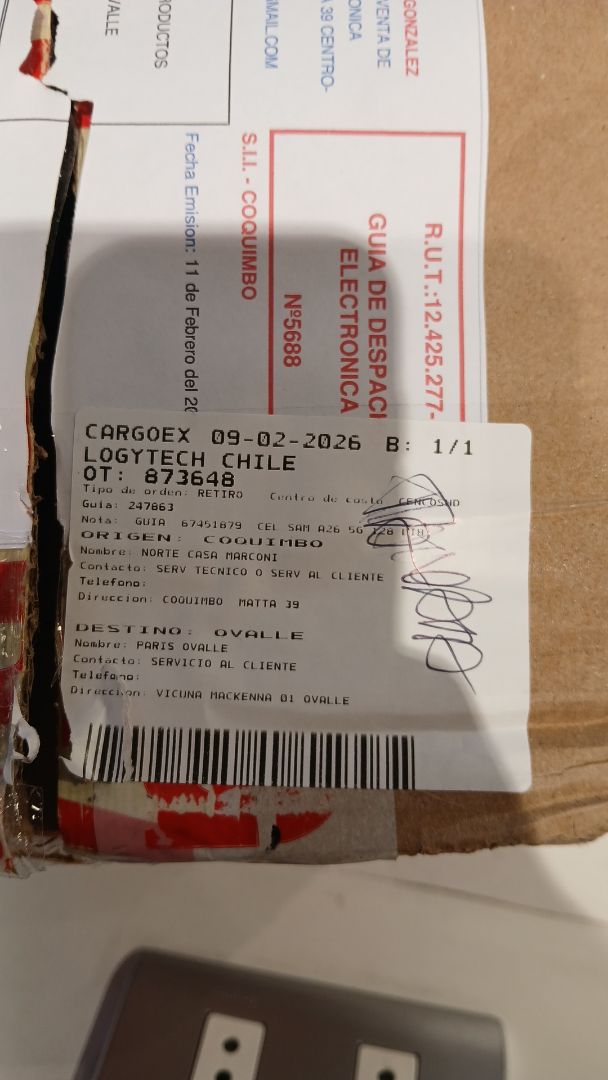 GONZALEZ
VENTA DE
ONICA
A 39 CENTRO-
MAIL.COM
RODUCTOS
VALLE
R.U.T.:12.425.277-
GUIA DE DESPACH
ELECTRONICA
Nº5688
S.I.I. - COQUIMBO
Fecha Emision: 11 de Febrero del 20
CARGOEX 09-02-2026 B: 1/1
LOGYTECH CHILE
OT: 873648
Tipo de orden: RETIRO Centro de costo CENCOSUD
Guia: 247863
Nota: GUIA 67451879 CEL SAM A26 5G 128
ORIGEN: COQUIMBO
Nombre: NORTE CASA MARCONI
Contacto: SERV TECNICO O SERV AL CLIENTE
Telefono:
Direccion: COQUIMBO MATTA 39
DESTINO: OVALLE
Nombre: PARIS OVALLE
Contacto: SERVICIO AL CLIENTE
Telefono:
Direccion: VICUNA MACKENNA 01 OVALLE